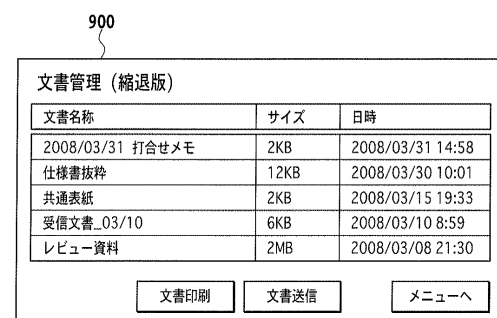 900
文書管理 (縮退版)
文書名称 サイズ 日時
2008/03/31 打合せメモ 2KB 2008/03/31 14:58
仕様書抜粋 12KB 2008/03/30 10:01
共通表紙 2KB 2008/03/15 19:33
受信文書_03/10 6KB 2008/03/10 8:59
レビュー資料 2MB 2008/03/08 21:30
文書印刷 文書送信 メニューへ